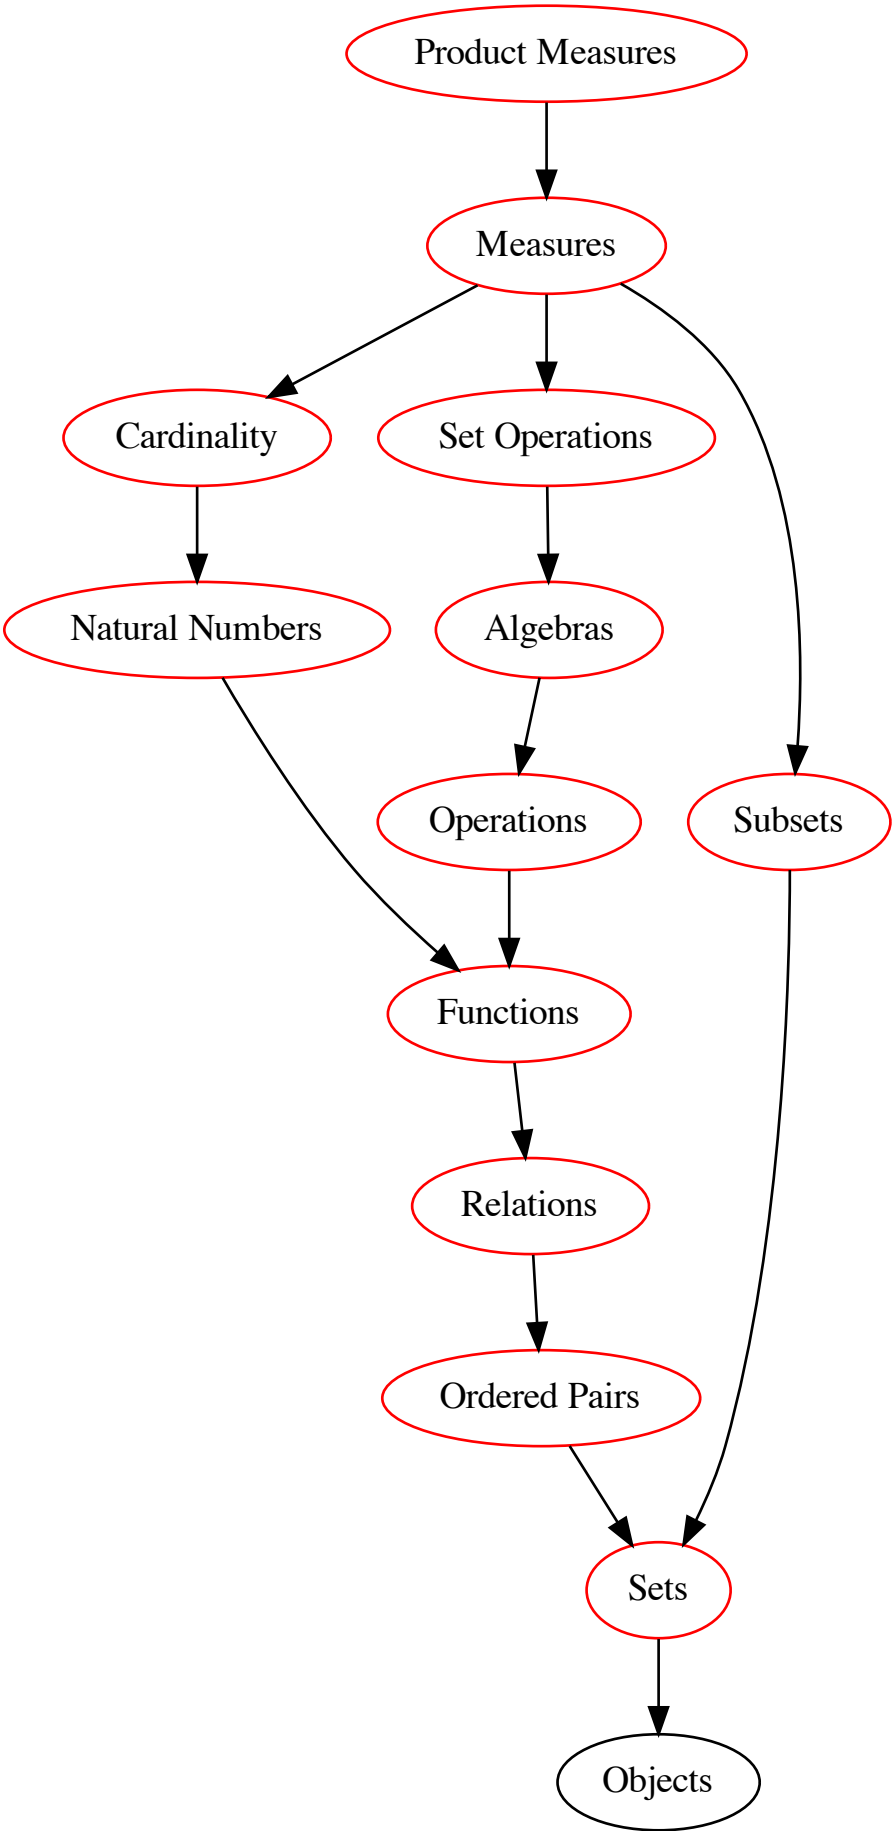 Product Measures
Measures
Cardinality
Set Operations
Natural Numbers
Algebras
Operations
Subsets
Functions
Relations
Ordered Pairs
Sets
Objects